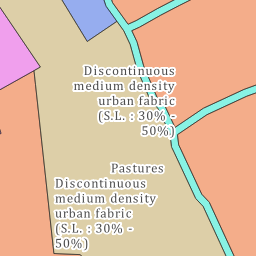 Discontinuous
medium density
urban fabric
(S.L. : 30% -
50%)
Pastures
Discontinuous
medium density
urban fabric
(S.L. : 30% -
50%)